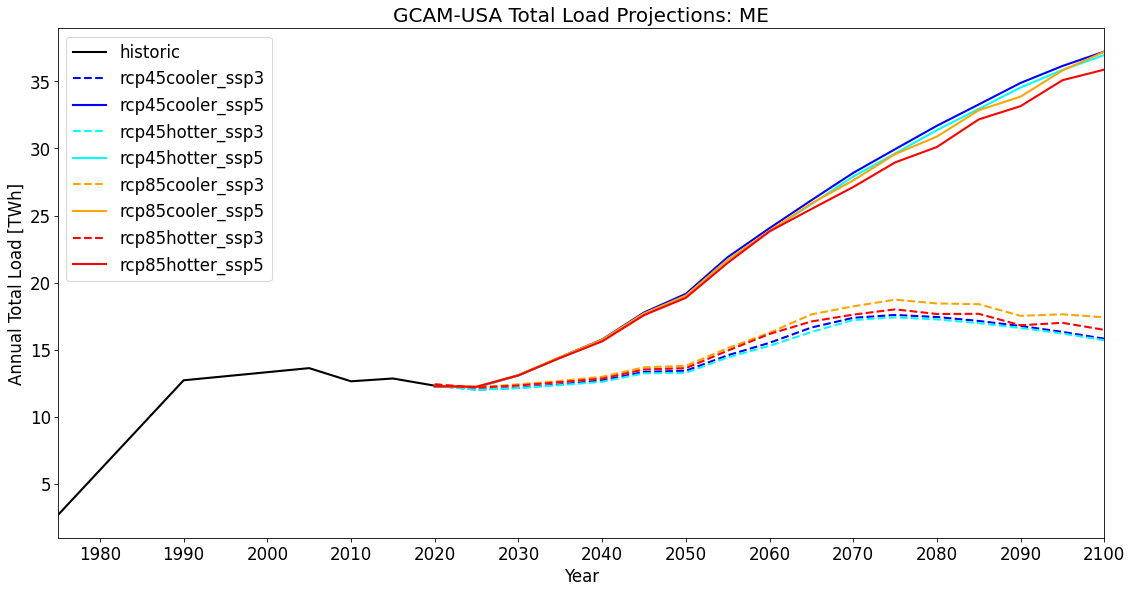 GCAM-USA Total Load Projections: ME
historic
rcp45cooler_ssp3
rcp45cooler_ssp5
rcp45hotter_ssp3
rcp45hotter_ssp5
rcp85cooler_ssp3
rcp85cooler_ssp5
rcp85hotter_ssp3
rcp85hotter_ssp5
Annual Total Load [TWh]
35
30
25
20
15
10
5
1980 1990 2000 2010 2020 2030 2040 2050 2060 2070 2080 2090 2100
Year